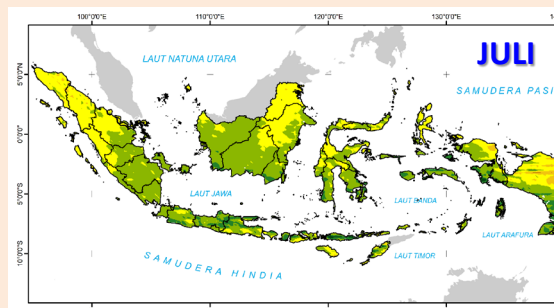 100°0'0"E 110°0'0"E 120°0'0"E 130°0'0"E
JULI
LAUT NATUNA UTARA
5°0'0"N
SAMUDERA PASI
0°0'0"
LAUT JAWA
LAUT BANDA
5°0'0"S
LAUT ARAFURA
SAMUDERA HINDIA
LAUT TIMOR
10°0'0"S